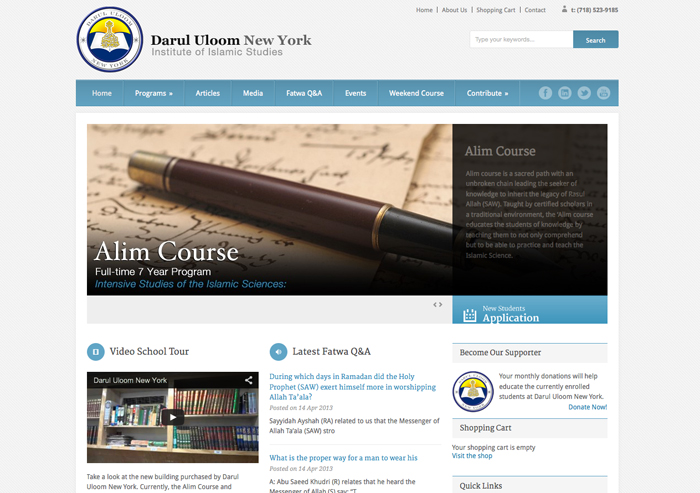 Home | About Us | Shopping Cart | Contact
t: (718) 523-9185
DARUL ULOOM
NEW YORK
Darul Uloom New York
Institute of Islamic Studies
Type your keywords...
Search
Home
Programs »
Articles
Media
Fatwa Q&A
Events
Weekend Course
Contribute »
Alim Course
Full-time 7 Year Program
Intensive Studies of the Islamic Sciences:
Alim Course
Alim course is a sacred path with an
unbroken chain leading the seeker of
knowledge to inherit the legacy of Rasul
Allah (SAW). Taught by certified scholars in
a traditional environment, the 'Alim course
educates the students of knowledge by
teaching them to not only comprehend
but to be able to practice and teach the
Islamic Science.
New Students
Application
Video School Tour
Darul Uloom New York
Take a look at the new building purchased by Darul
Uloom New York. Currently, the Alim Course and
Latest Fatwa Q&A
During which days in Ramadan did the Holy
Prophet (SAW) exert himself more in worshipping
Allah Ta'ala?
Posted on 14 Apr 2013
Sayyidah Ayshah (RA) related to us that the Messenger of
Allah Ta'ala (SAW) stro
What is the proper way for a man to wear his
Posted on 14 Apr 2013
A: Abu Saeed Khudri (R) relates that he heard the
Messenger of Allah (S) say: "T
Become Our Supporter
Your monthly donations will help
educate the currently enrolled
students at Darul Uloom New York.
Donate Now!
Shopping Cart
Your shopping cart is empty
Visit the shop
Quick Links